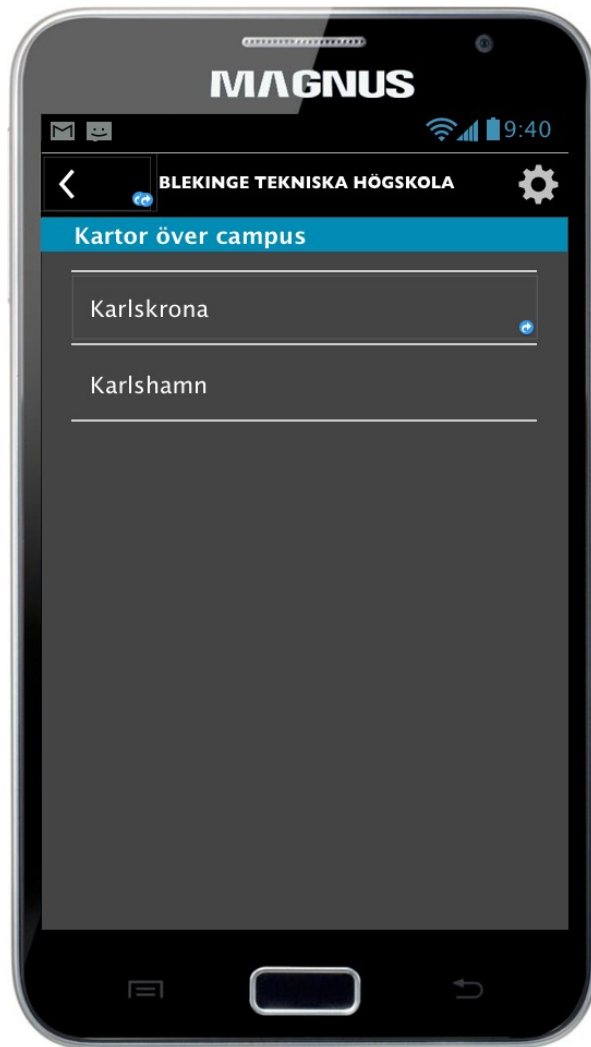 MAGNUS
9:40
BLEKINGE TEKNISKA HÖGSKOLA
Kartor över campus
Karlskrona
Karlshamn